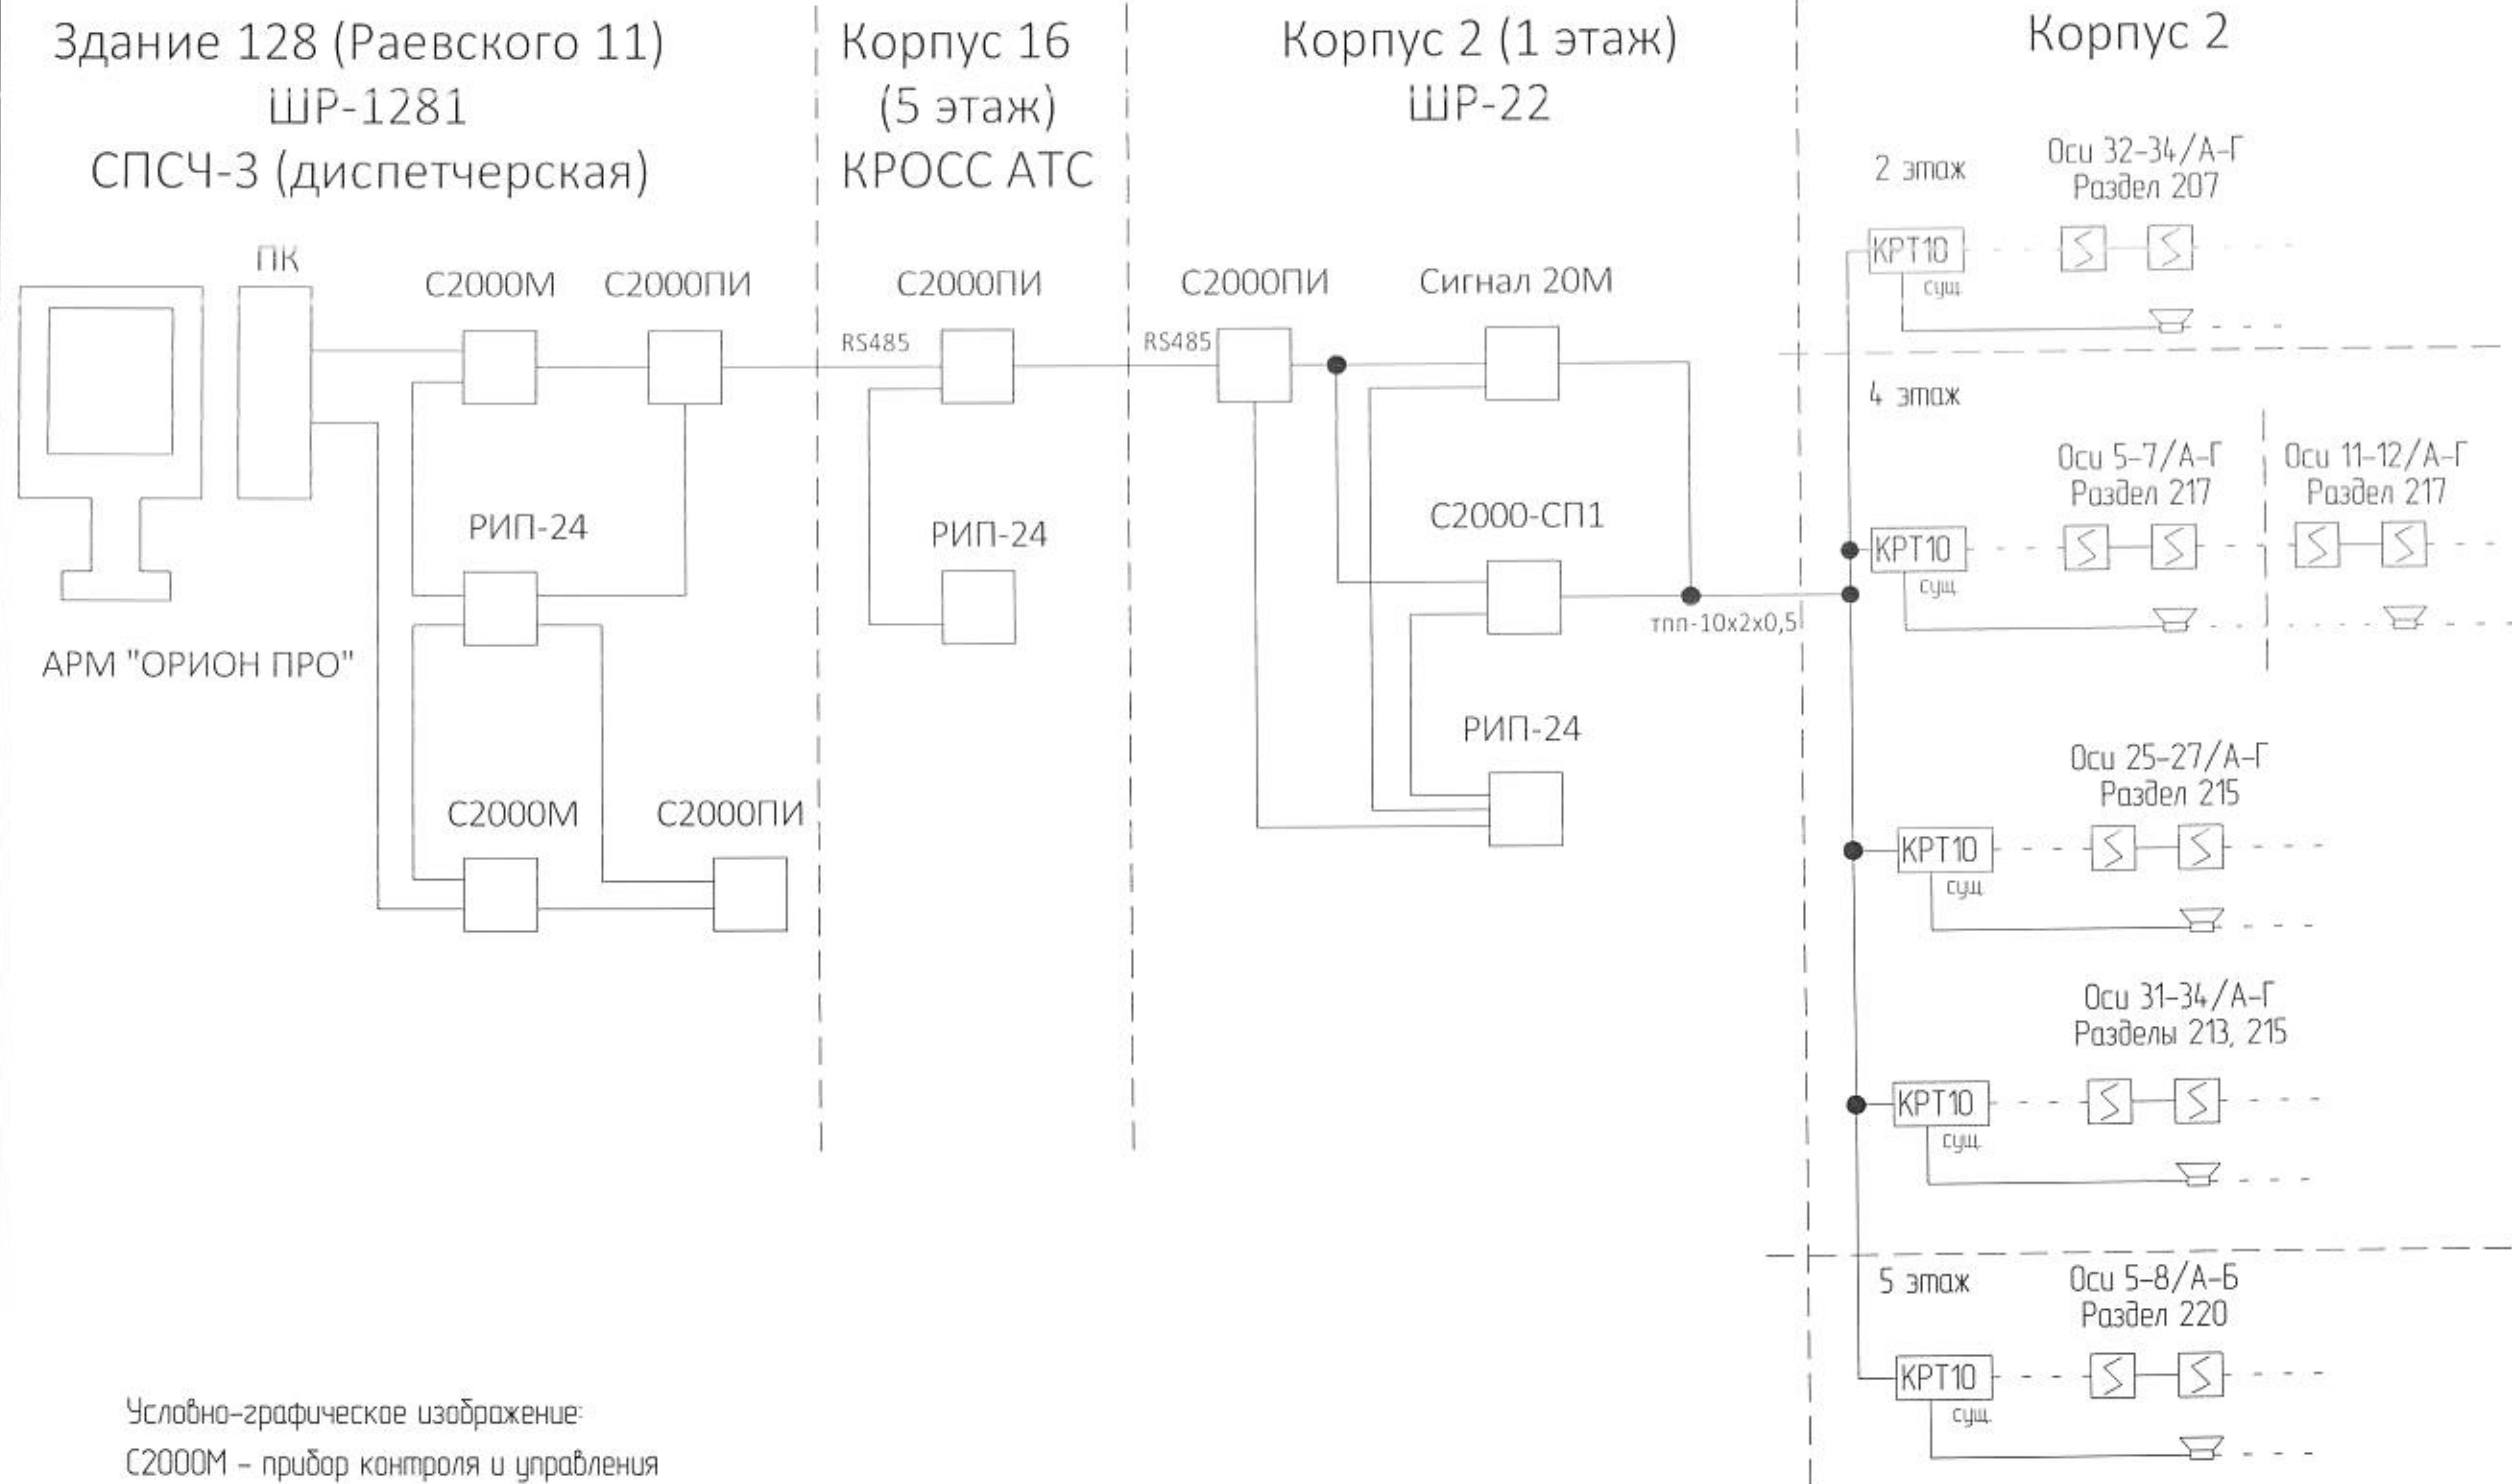 Здание 128 (Раевского 11)
ШР-1281
СПСЧ-3 (диспетчерская)
Корпус 16
(5 этаж)
КРОСС АТС
Корпус 2 (1 этаж)
ШР-22
Корпус 2
ПК
С2000М
С2000ПИ
РИП-24
АРМ "ОРИОН ПРО"
С2000М
С2000ПИ
RS485
С2000ПИ
РИП-24
RS485
С2000ПИ
Сигнал 20М
С2000-СП1
тпп-10х2х0,5
РИП-24
2 этаж
Оси 32-34/А-Г
Раздел 207
КРТ10
сущ.
4 этаж
Оси 5-7/А-Г
Раздел 217
Оси 11-12/А-Г
Раздел 217
КРТ10
сущ.
Оси 25-27/А-Г
Раздел 215
КРТ10
сущ.
Оси 31-34/А-Г
Разделы 213, 215
КРТ10
сущ.
5 этаж
Оси 5-8/А-Б
Раздел 220
КРТ10
сущ.
Условно-графическое изображение:
С2000М - прибор контроля и управления